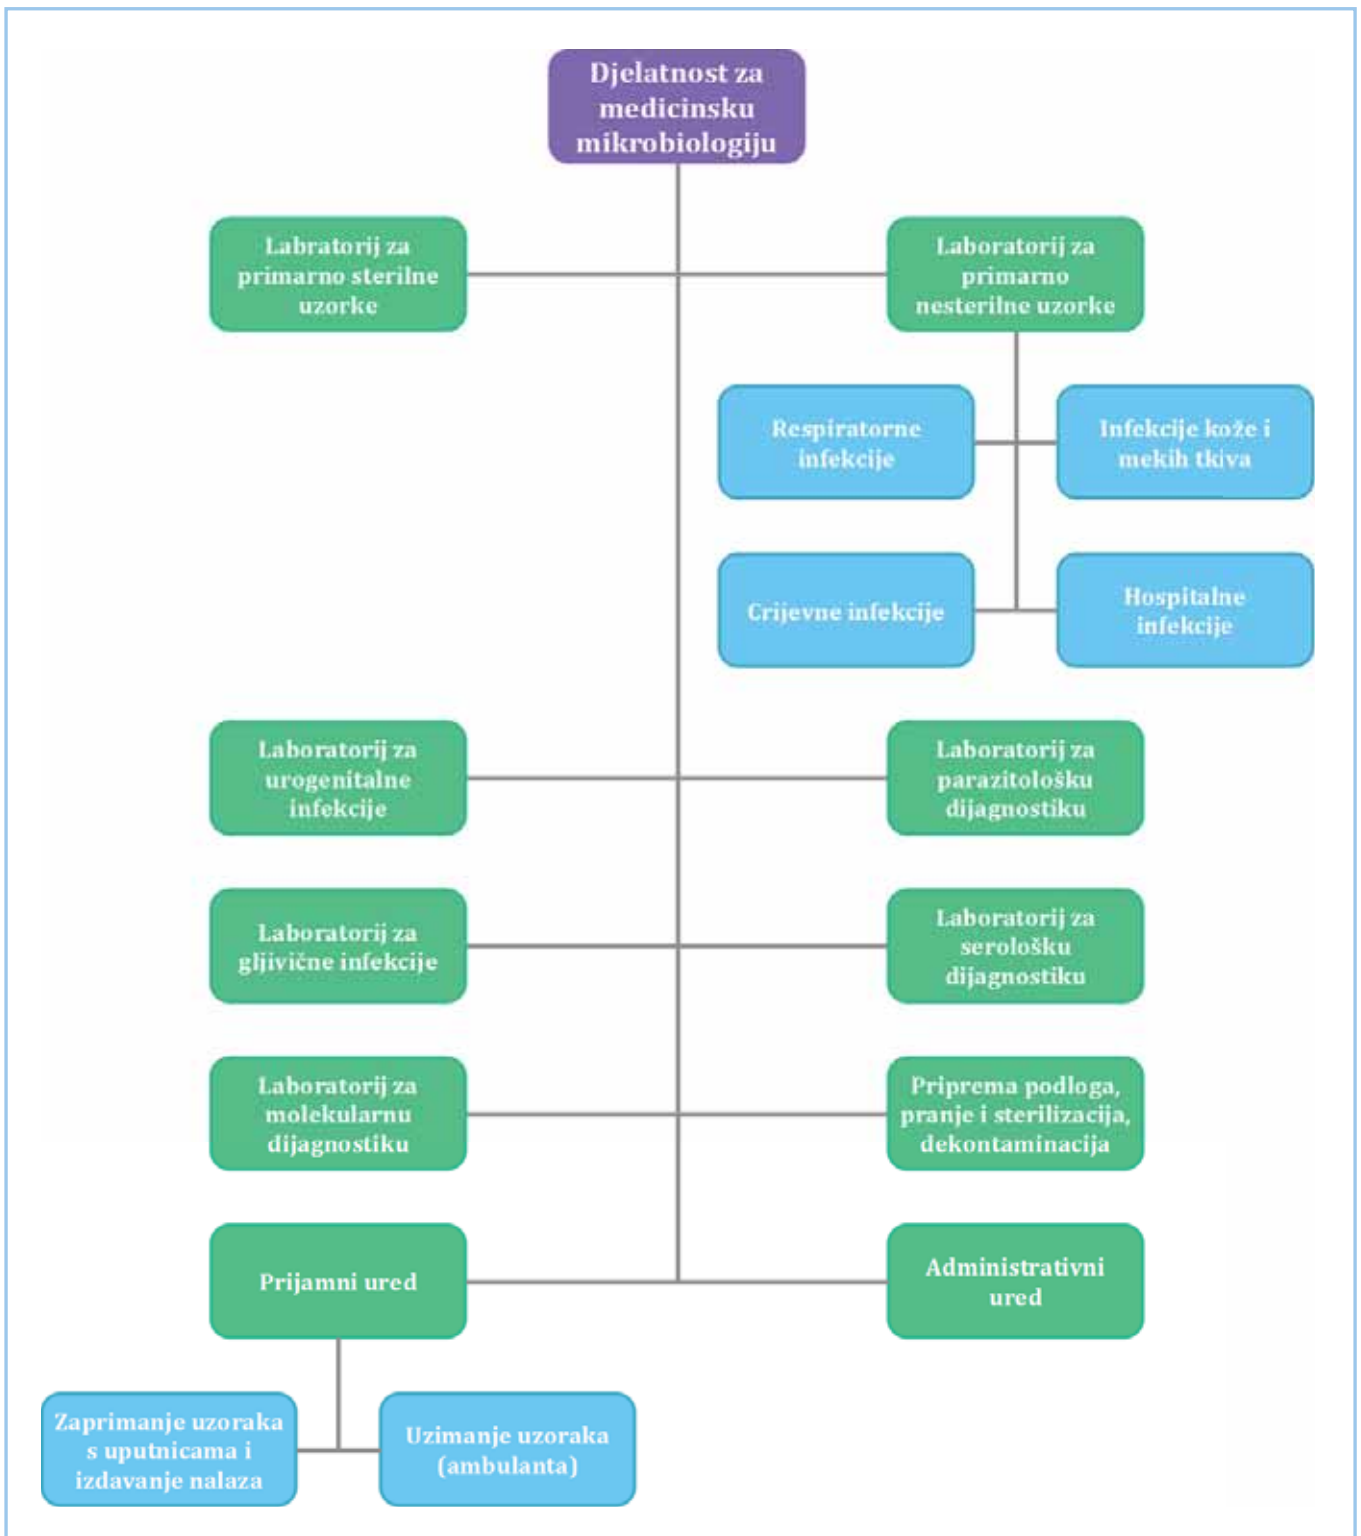 Djelatnost za
medicinsku
mikrobiologiju
Labratorij za
primarno sterilne
uzorke
Laboratorij za
primarno
nesterilne uzorke
Respiratorne
infekcije
Infekcije kože i
mekih tkiva
Crijevne infekcije
Hospitalne
infekcije
Laboratorij za
urogenitalne
infekcije
Laboratorij za
parazitološku
dijagnostiku
Laboratorij za
gljivične infekcije
Laboratorij za
serološku
dijagnostiku
Laboratorij za
molekularnu
dijagnostiku
Priprema podloga,
pranje i sterilizacija,
dekontaminacija
Prijamni ured
Administrativni
ured
Zaprimanje uzoraka
s uputnicama i
izdavanje nalaza
Uzimanje uzoraka
(ambulanta)